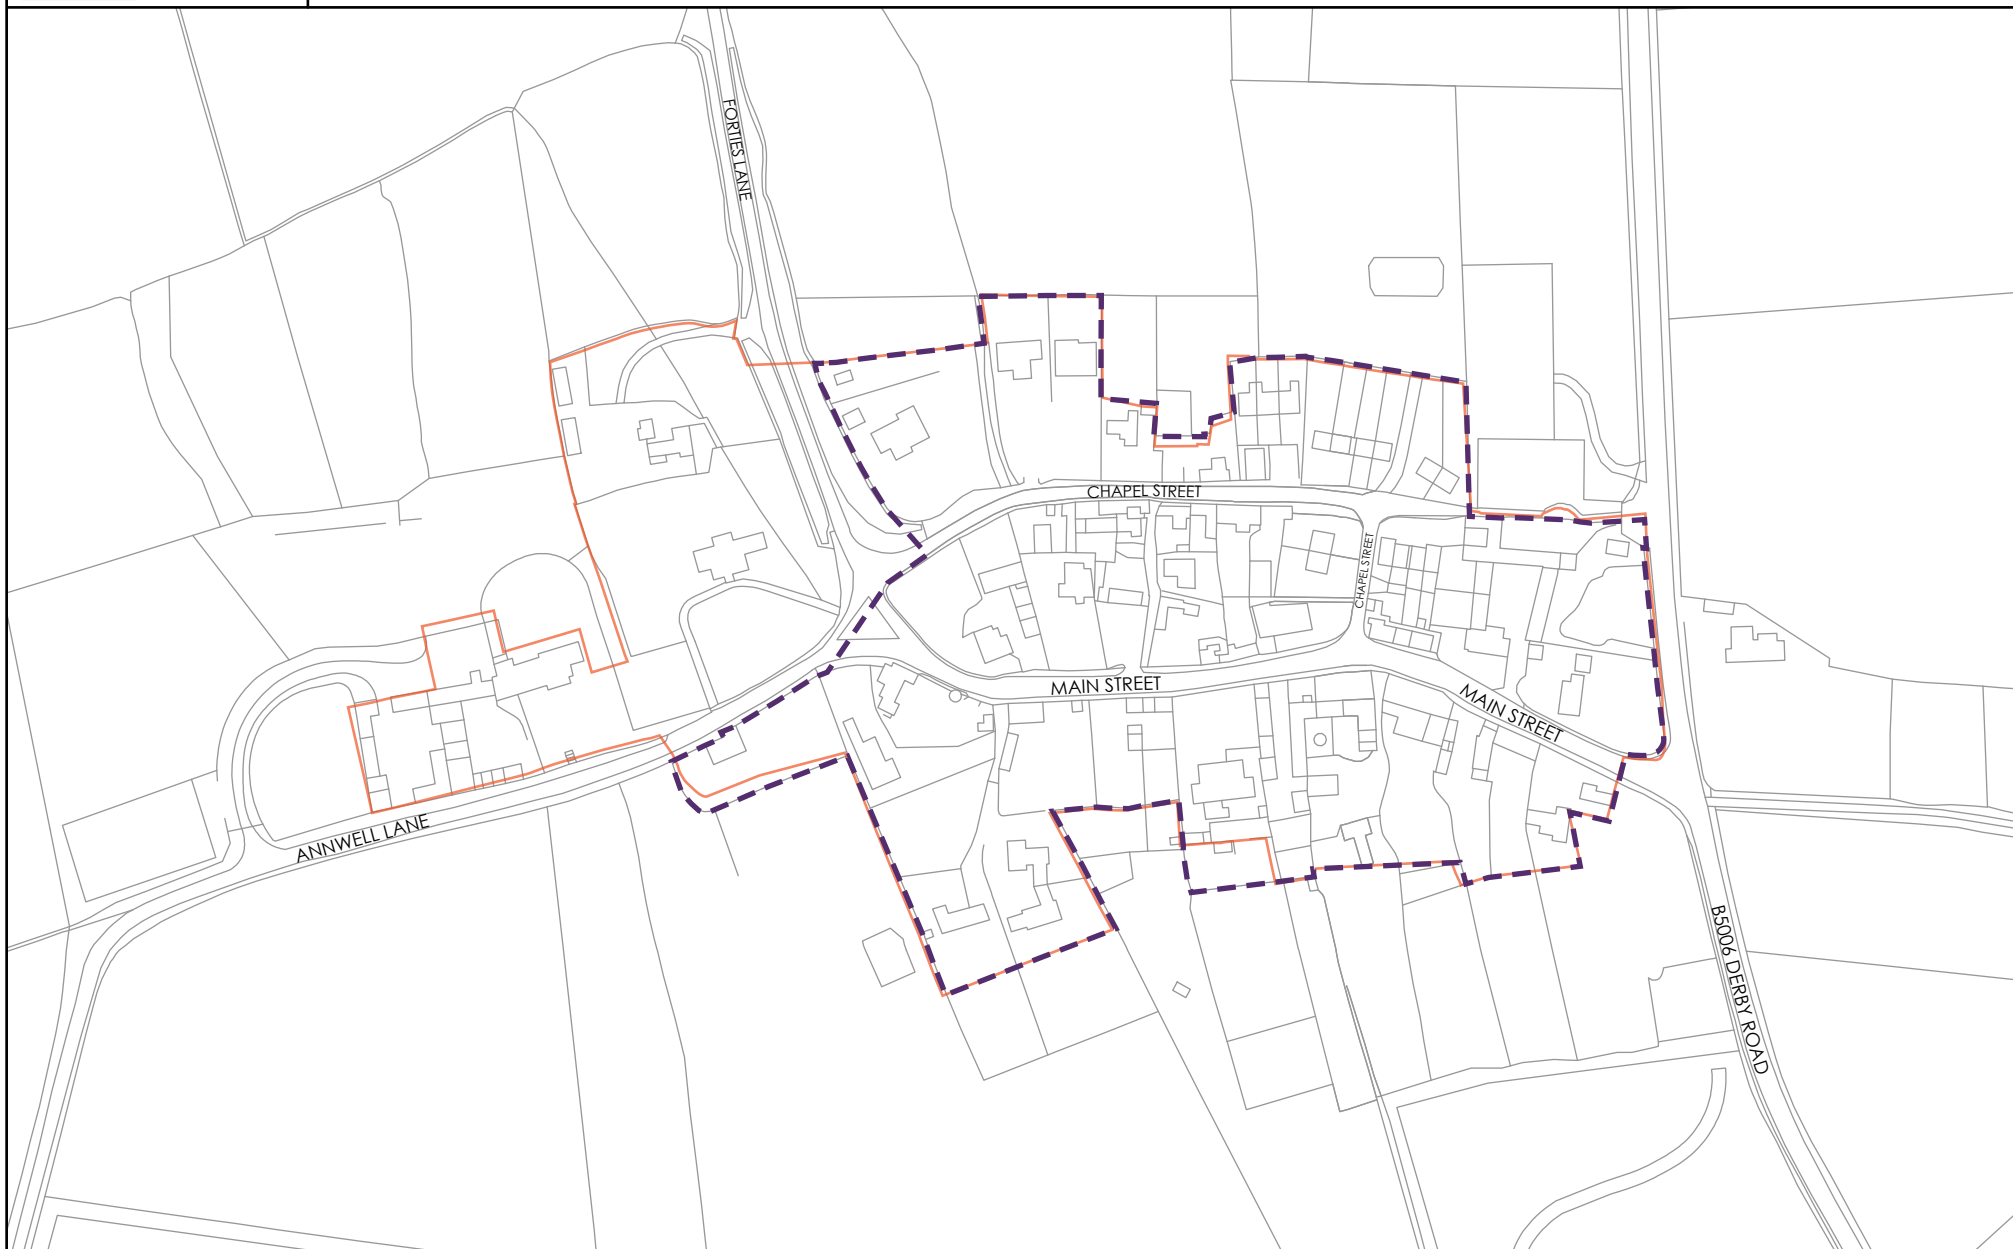 FORTIES LANE
CHAPEL STREET
CHAPEL STREET
MAIN STREET
MAIN STREET
ANNWELL LANE
B5006 DERBY ROAD